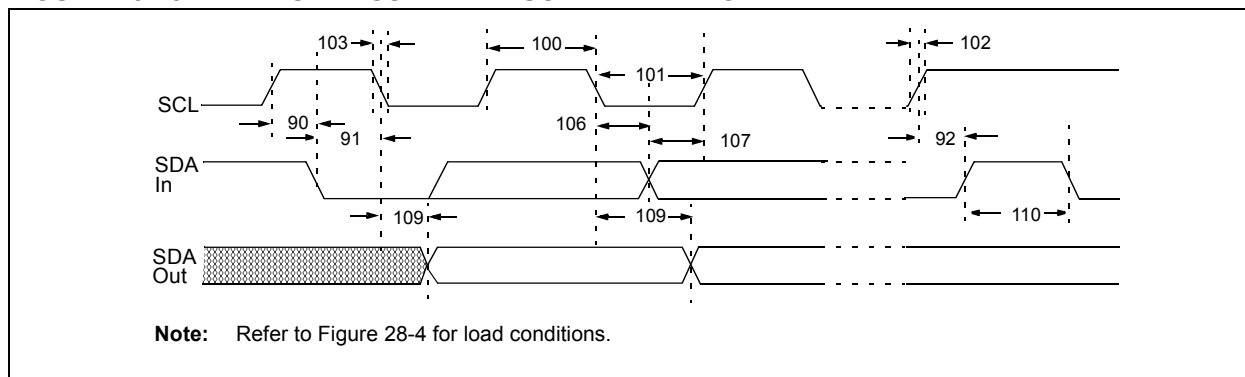 103
100
102
101
SCL
90
106
91
107
92
SDA
In
109
109
110
SDA
Out
Note: Refer to Figure 28-4 for load conditions.